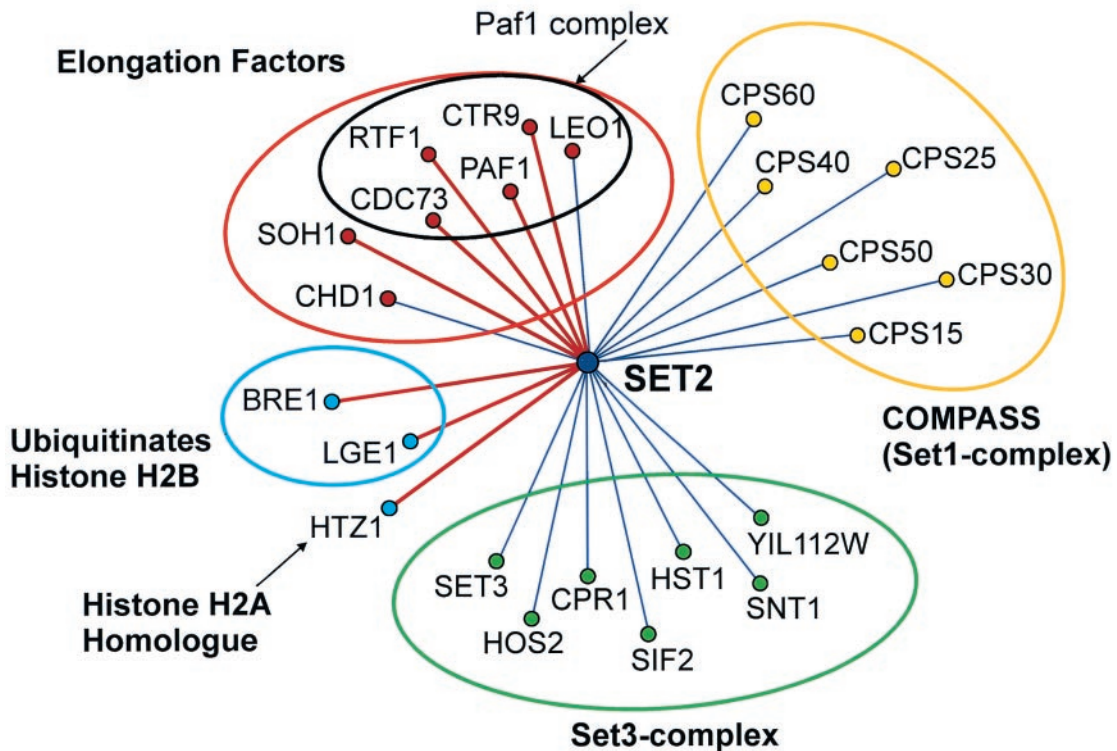 Paf1 complex
Elongation Factors
CTR9
LEO1
RTF1
PAF1
CDC73
SOH1
CHD1
CPS60
CPS40
CPS25
CPS50
CPS30
CPS15
SET2
COMPASS
(Set1-complex)
BRE1
LGE1
Ubiquitinates
Histone H2B
HTZ1
Histone H2A
Homologue
YIL112W
HST1
SET3
CPR1
SNT1
HOS2
SIF2
Set3-complex